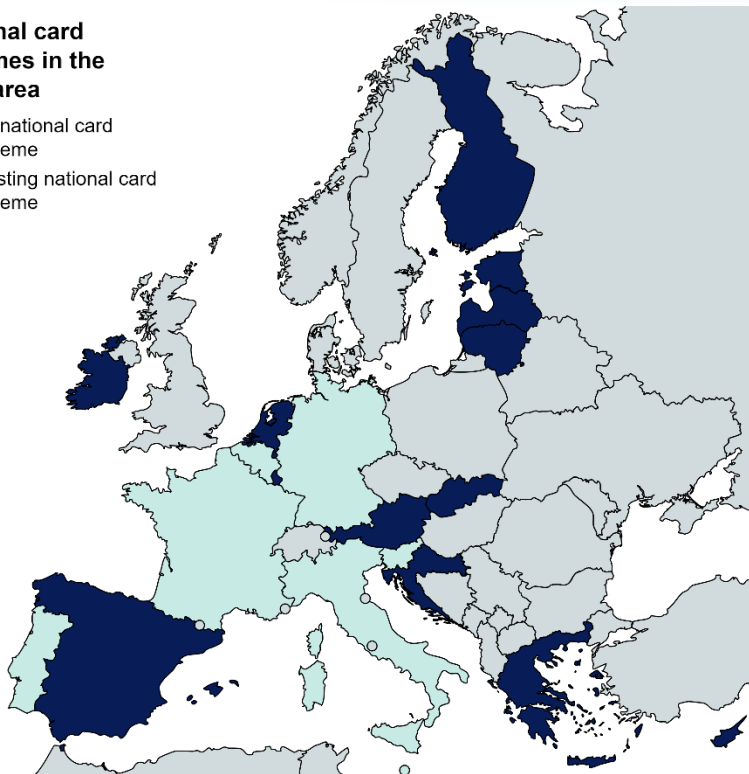 nal card
nes in the
area
national card
eme
sting national card
eme